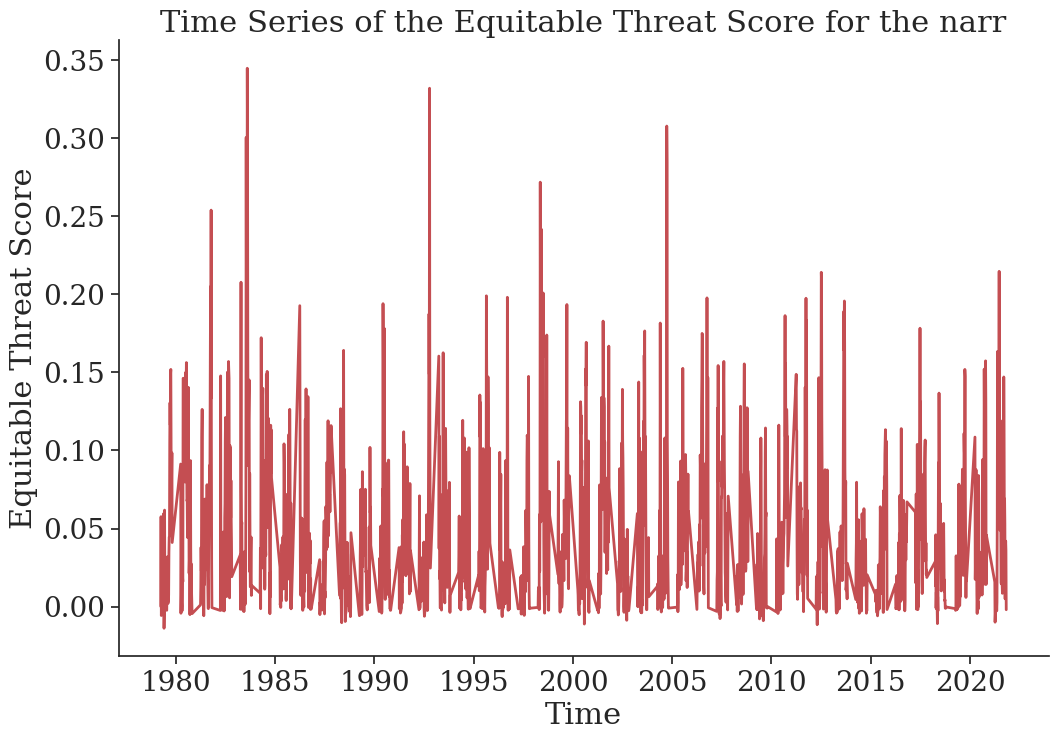 Time Series of the Equitable Threat Score for the narr
0.35
0.30
0.25
0.20
0.15
0.10
0.05
0.00
Equitable Threat Score
1980 1985 1990 1995 2000 2005 2010 2015 2020
Time